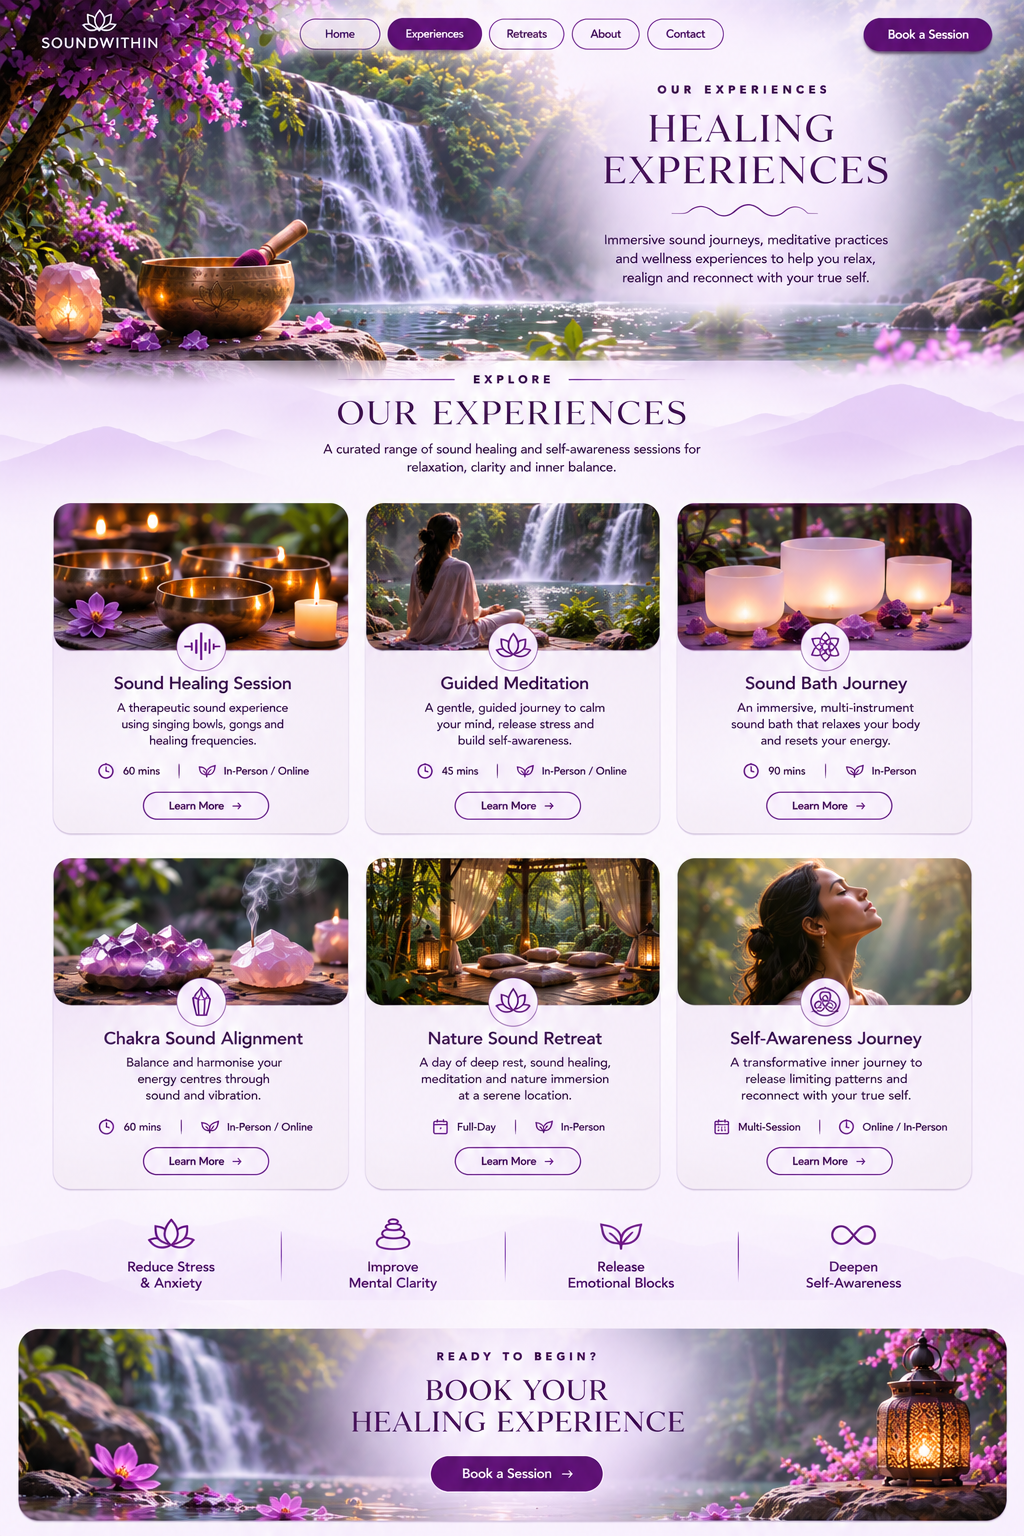 SOUNDWITHIN
Home
Experiences
Retreats
About
Contact
Book a Session
OUR EXPERIENCES
HEALING
EXPERIENCES
Immersive sound journeys, meditative practices
and wellness experiences to help you relax,
realign and reconnect with your true self.
EXPLORE
OUR EXPERIENCES
A curated range of sound healing and self-awareness sessions for
relaxation, clarity and inner balance.
Sound Healing Session
A therapeutic sound experience
using singing bowls, gongs and
healing frequencies.
60 mins
In-Person / Online
Learn More →
Guided Meditation
A gentle, guided journey to calm
your mind, release stress and
build self-awareness.
45 mins
In-Person / Online
Learn More →
Sound Bath Journey
An immersive, multi-instrument
sound bath that relaxes your body
and resets your energy.
90 mins
In-Person
Learn More →
Chakra Sound Alignment
Balance and harmonise your
energy centres through
sound and vibration.
60 mins
In-Person / Online
Learn More →
Nature Sound Retreat
A day of deep rest, sound healing,
meditation and nature immersion
at a serene location.
Full-Day
In-Person
Learn More →
Self-Awareness Journey
A transformative inner journey to
release limiting patterns and
reconnect with your true self.
Multi-Session
Online / In-Person
Learn More →
Reduce Stress
& Anxiety
Improve
Mental Clarity
Release
Emotional Blocks
Deepen
Self-Awareness
READY TO BEGIN?
BOOK YOUR
HEALING EXPERIENCE
Book a Session →